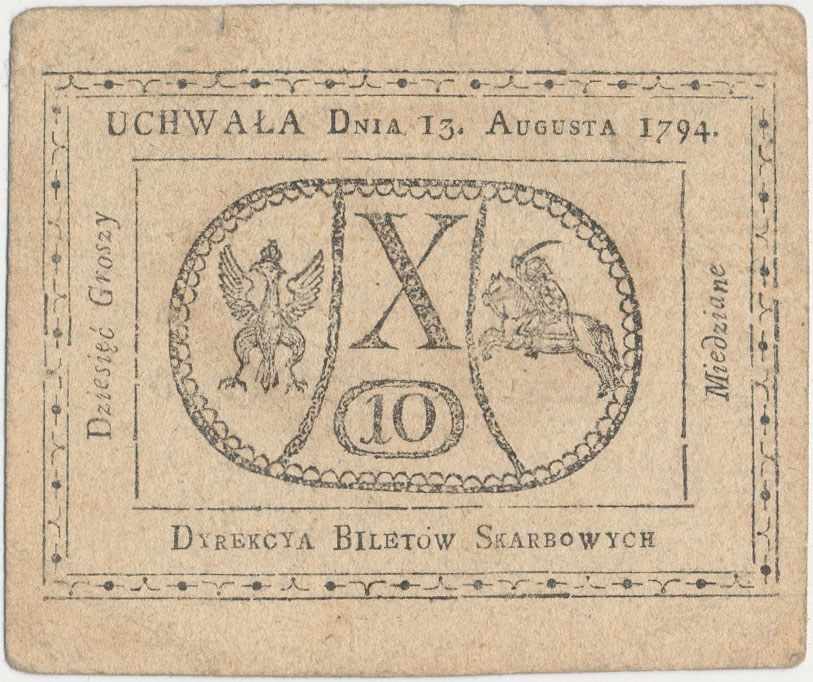 UCHWAŁA DNIA 13. AUGUSTA 1794.
Dziesięć Groszy
X
10
Miedziane
DYREKCYA BILETÓW SKARBOWYCH